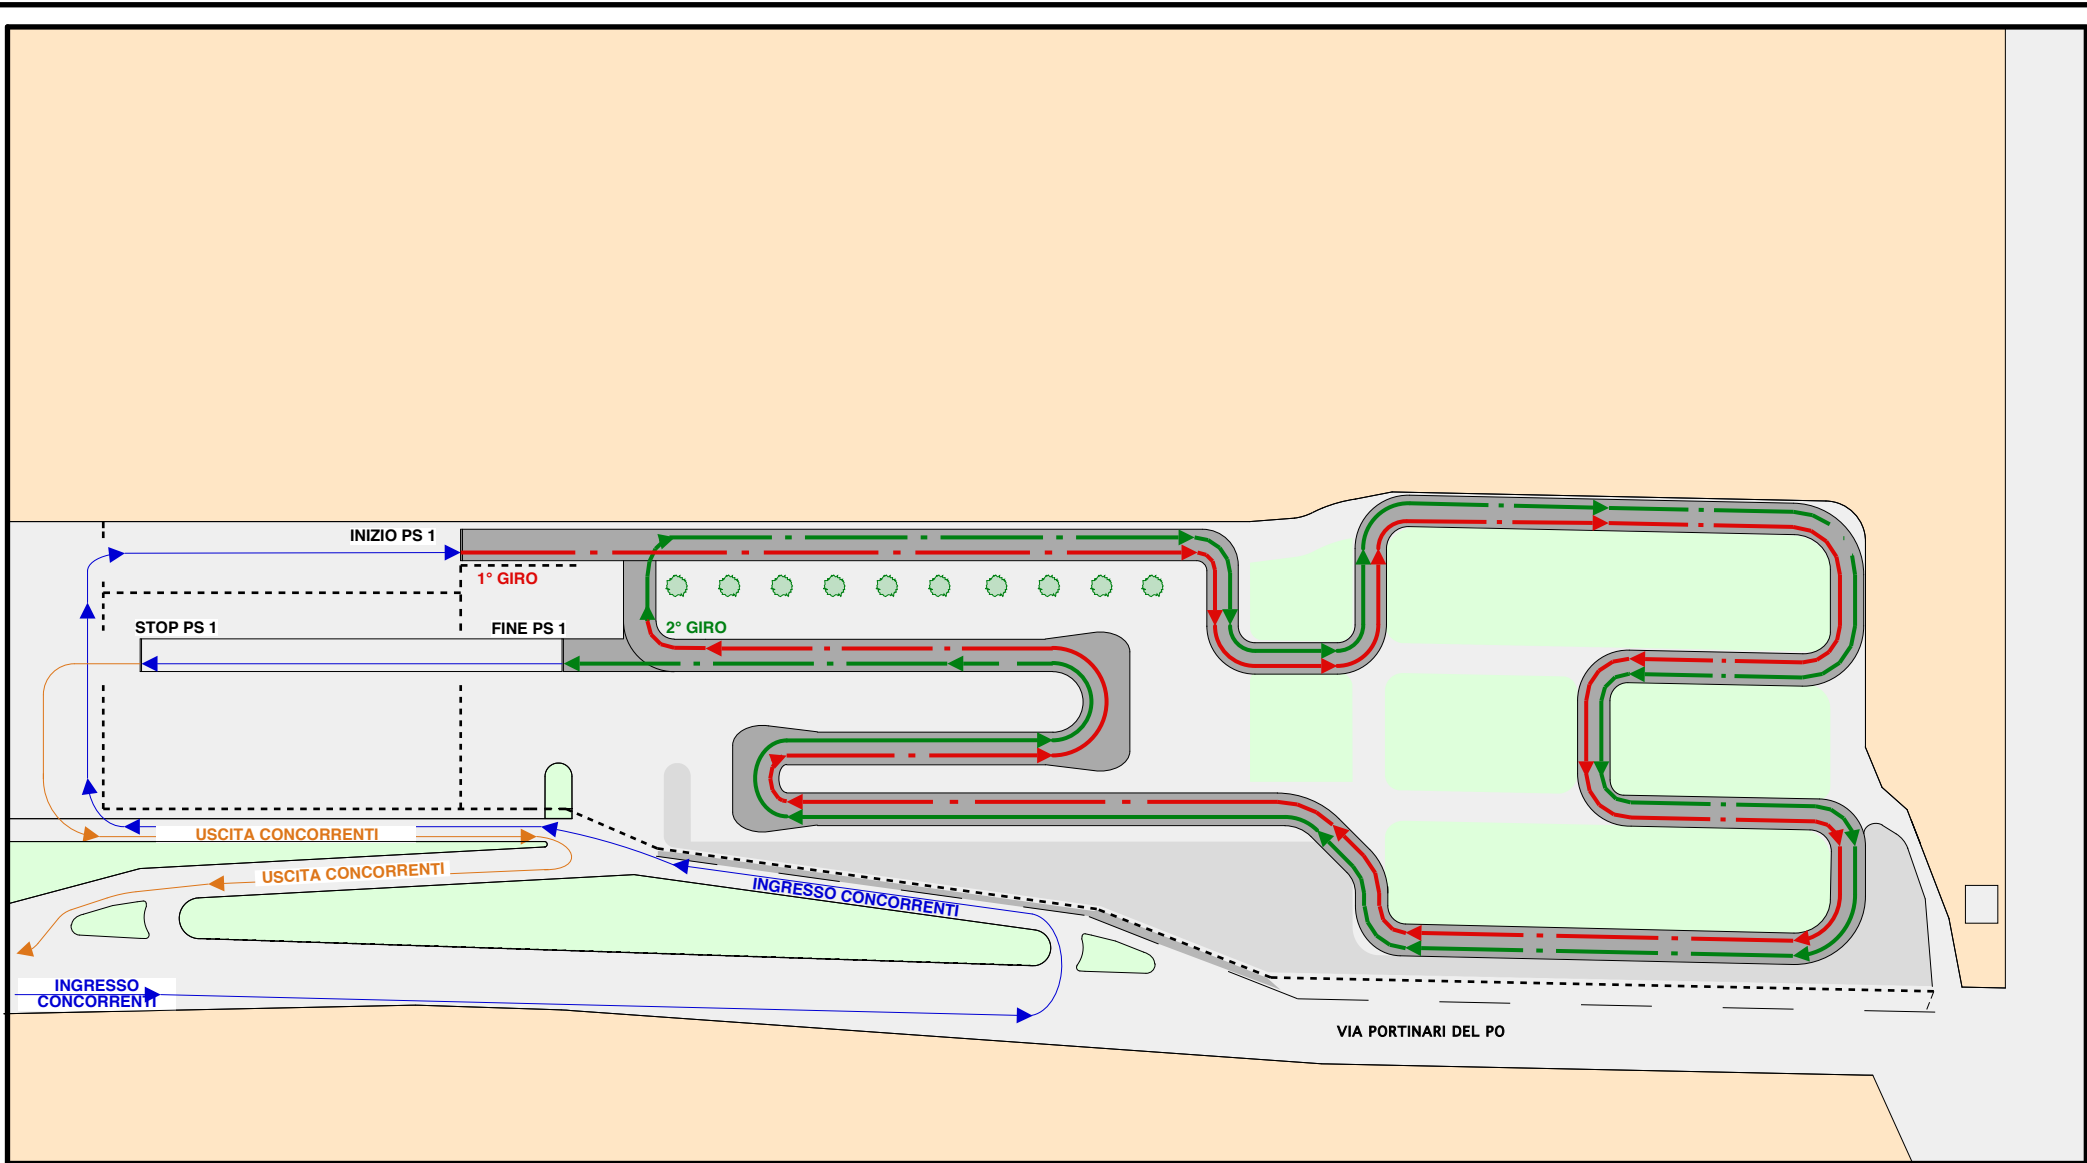 INIZIO PS 1
1° GIRO
STOP PS 1
FINE PS 1
2° GIRO
USCITA CONCORRENTI
USCITA CONCORRENTI
INGRESSO CONCORRENTI
INGRESSO
CONCORRENTI
VIA PORTINARI DEL PO